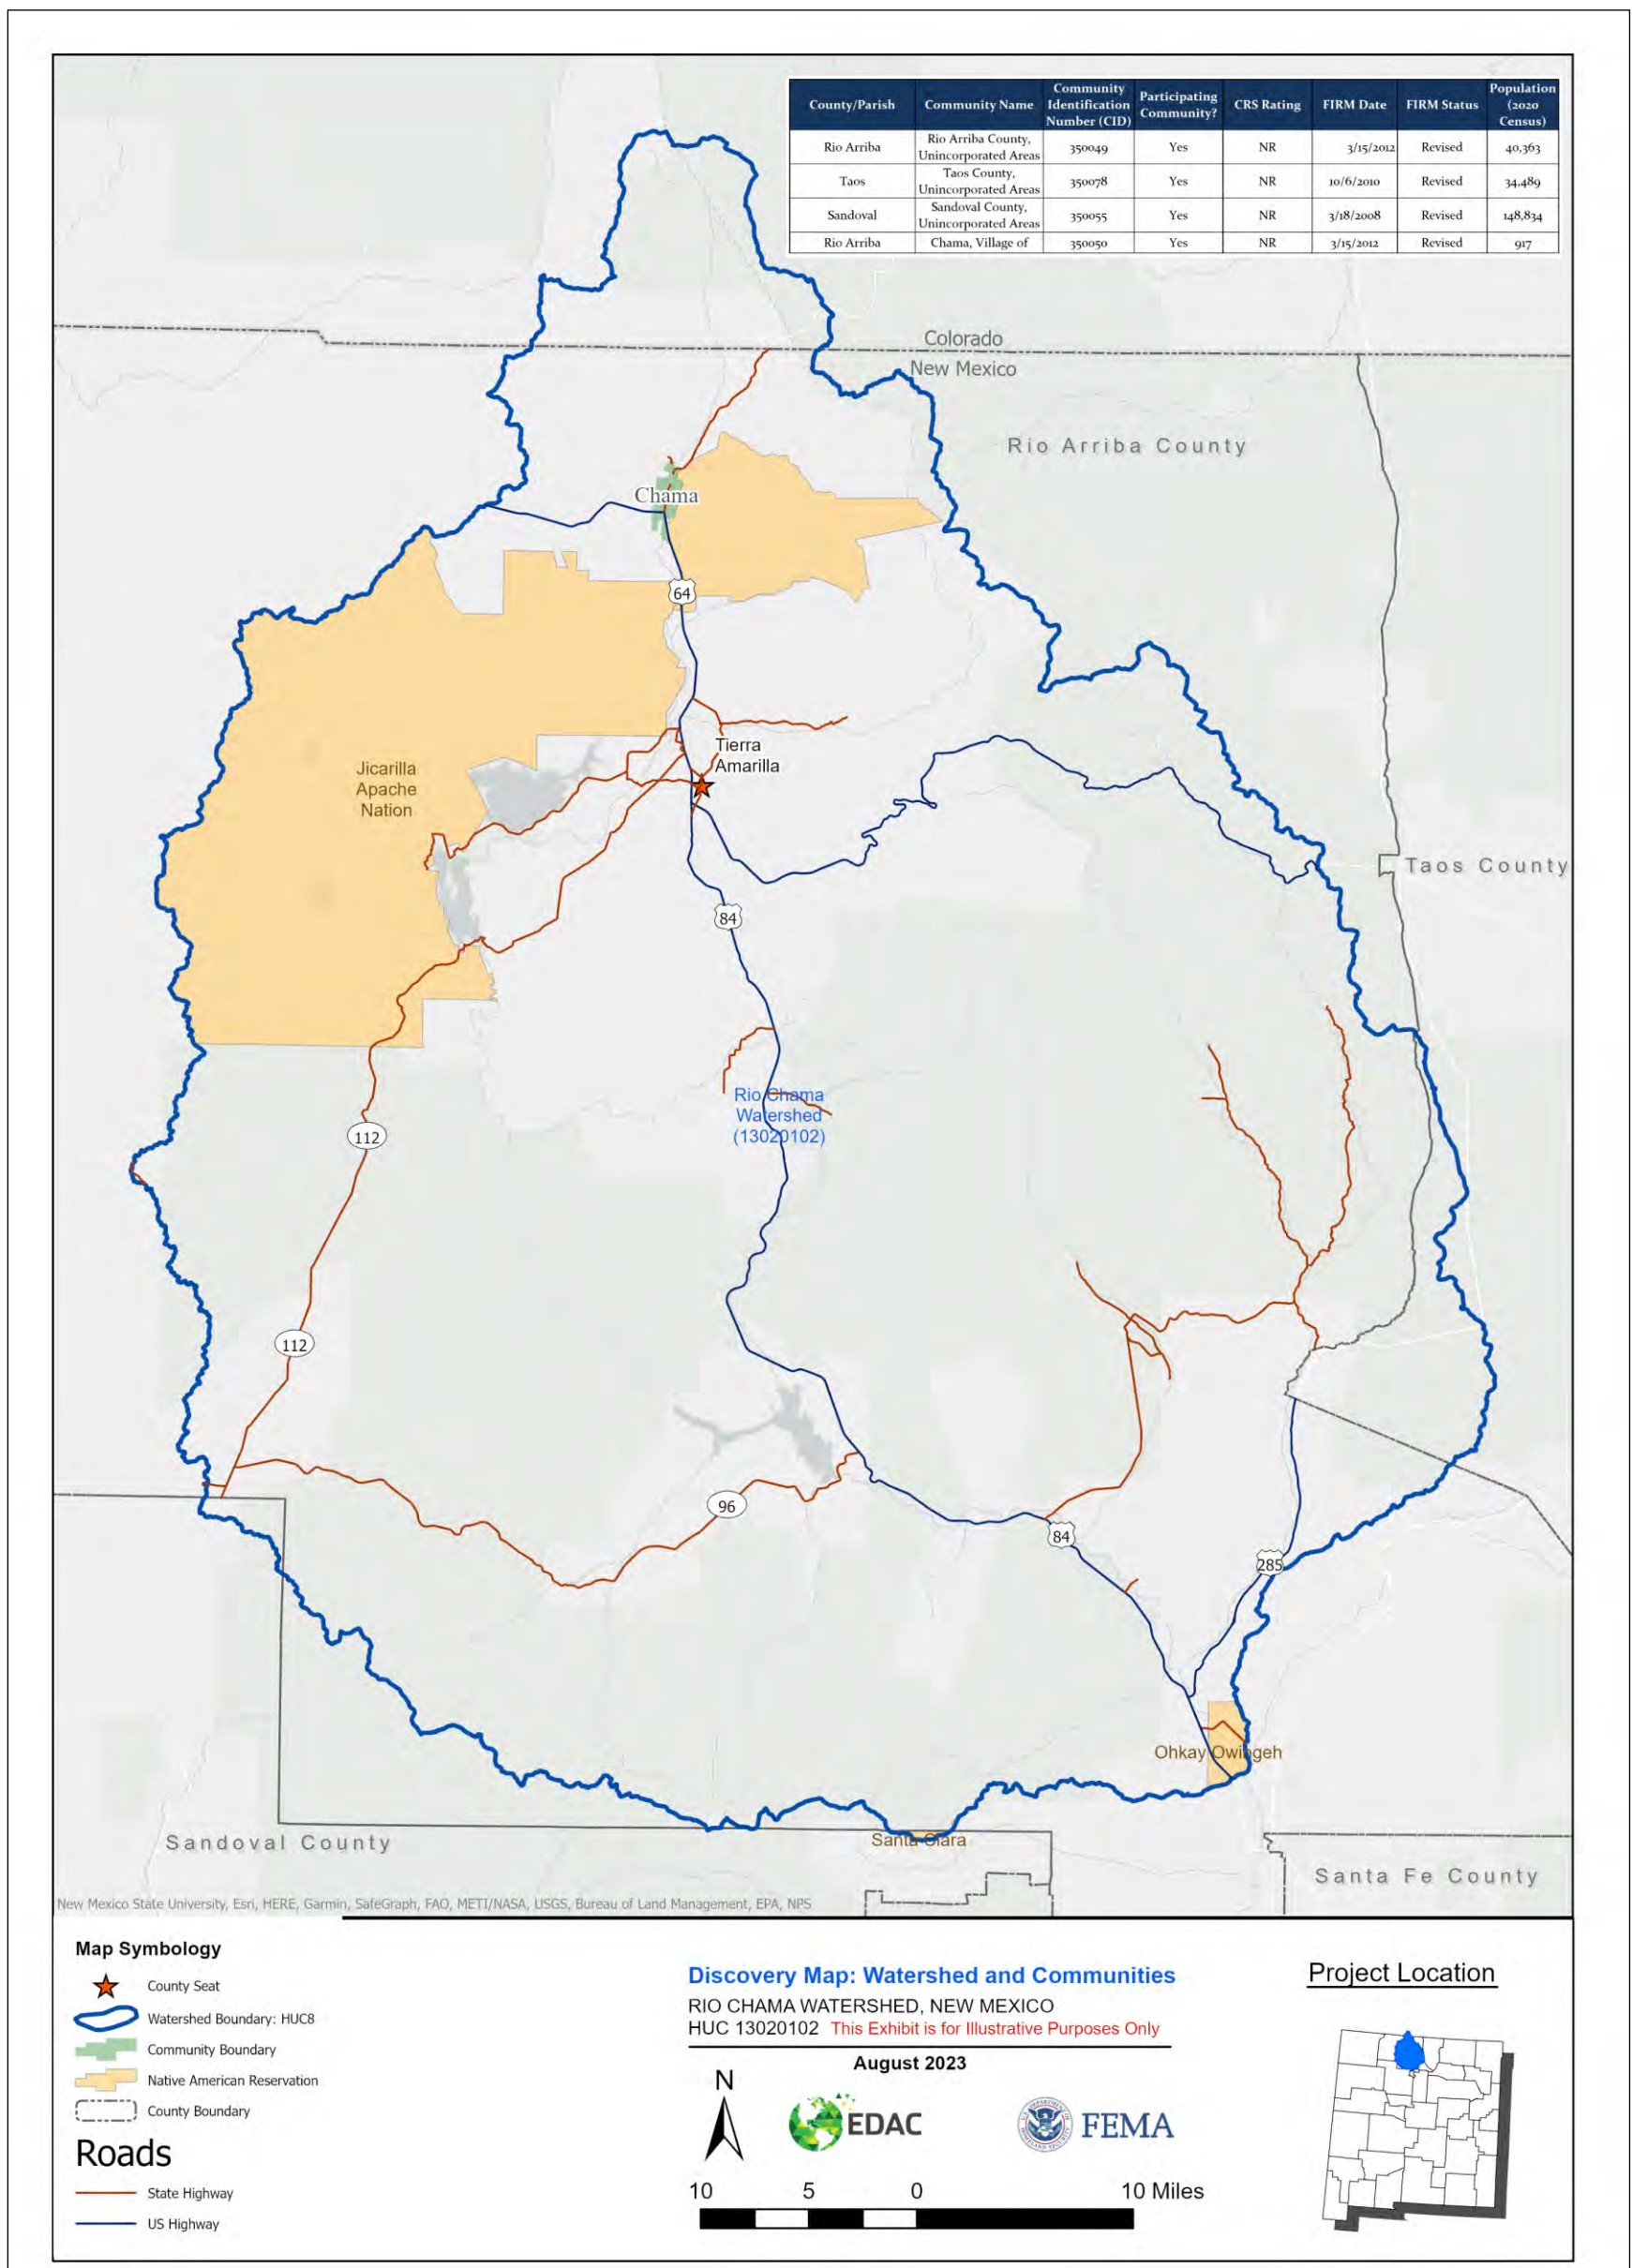 County/Parish Community Name Community Identification Number (CID) Participating Community? CRS Rating FIRM Date FIRM Status Population (2020 Census)
Rio Arriba Rio Arriba County, Unincorporated Areas 350049 Yes NR 3/15/2012 Revised 40,363
Taos Taos County, Unincorporated Areas 350078 Yes NR 10/6/2010 Revised 34,489
Sandoval Sandoval County, Unincorporated Areas 350055 Yes NR 3/18/2008 Revised 148,834
Rio Arriba Chama, Village of 350050 Yes NR 3/15/2012 Revised 917
Colorado
New Mexico
Rio Arriba County
Chama
64
Tierra
Amarilla
Jicarilla
Apache
Nation
Taos County
84
Rio Chama
Watershed
(13020102)
112
112
96
84
285
Ohkay Owingeh
Santa Clara
Sandoval County
Santa Fe County
New Mexico State University, Esri, HERE, Garmin, SafeGraph, FAO, METI/NASA, USGS, Bureau of Land Management, EPA, NPS
Map Symbology
County Seat
Watershed Boundary: HUC8
Community Boundary
Native American Reservation
County Boundary
Roads
State Highway
US Highway
Discovery Map: Watershed and Communities
RIO CHAMA WATERSHED, NEW MEXICO
HUC 13020102 This Exhibit is for Illustrative Purposes Only
August 2023
N
EDAC
FEMA
10 5 0 10 Miles
Project Location